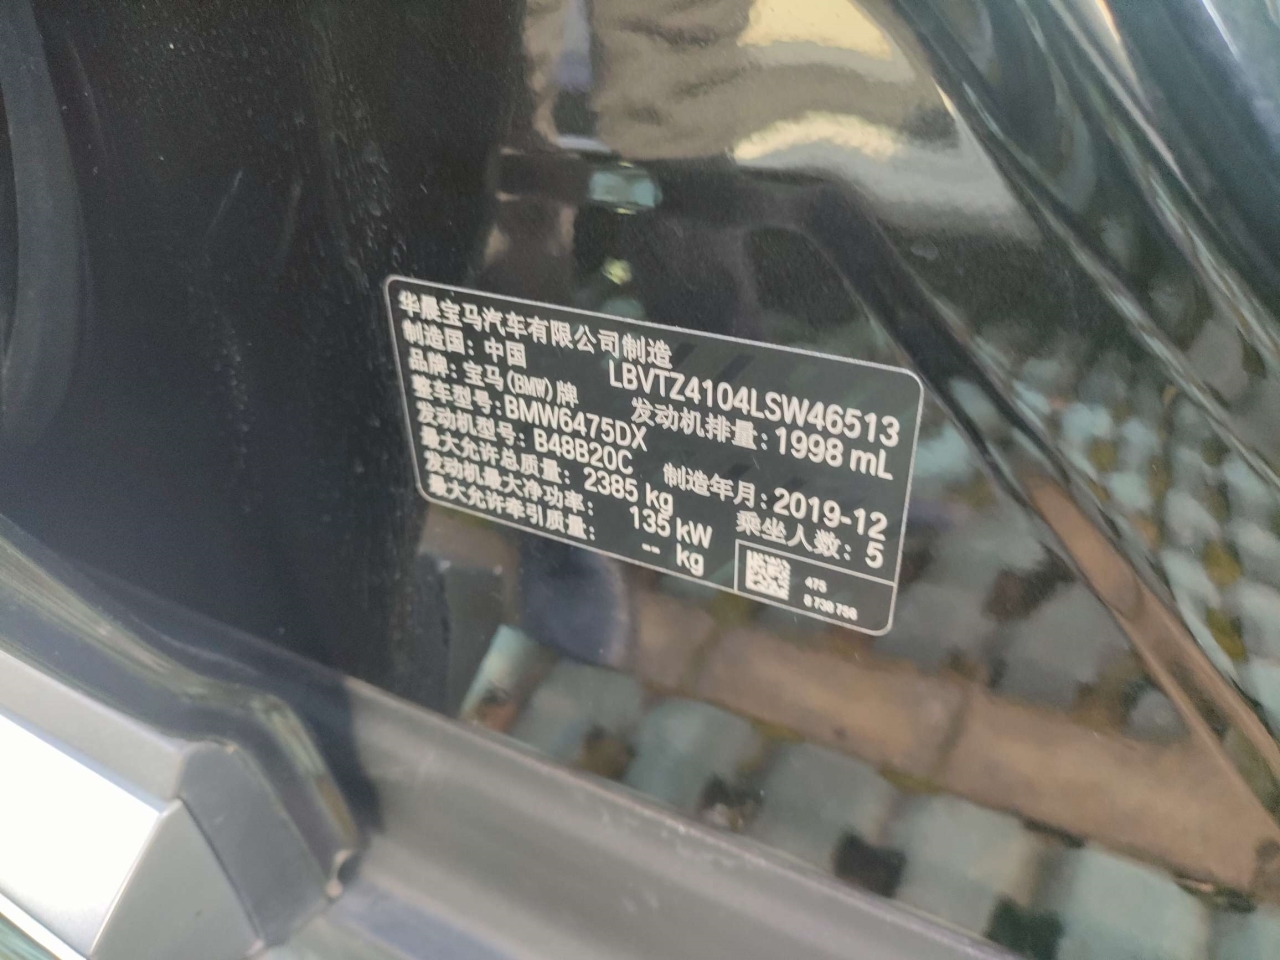 华晨宝马汽车有限公司制造
制造国：中国
LBVTZ4104LSW46513
品牌：宝马(BMW)牌
发动机排量：1998 mL
整车型号：BMW6475DX
发动机型号：B48B20C
制造年月：2019-12
最大允许总质量：2385 kg
乘坐人数：5
发动机最大净功率：135 kW
最大允许牵引质量：-- kg
475
8730750